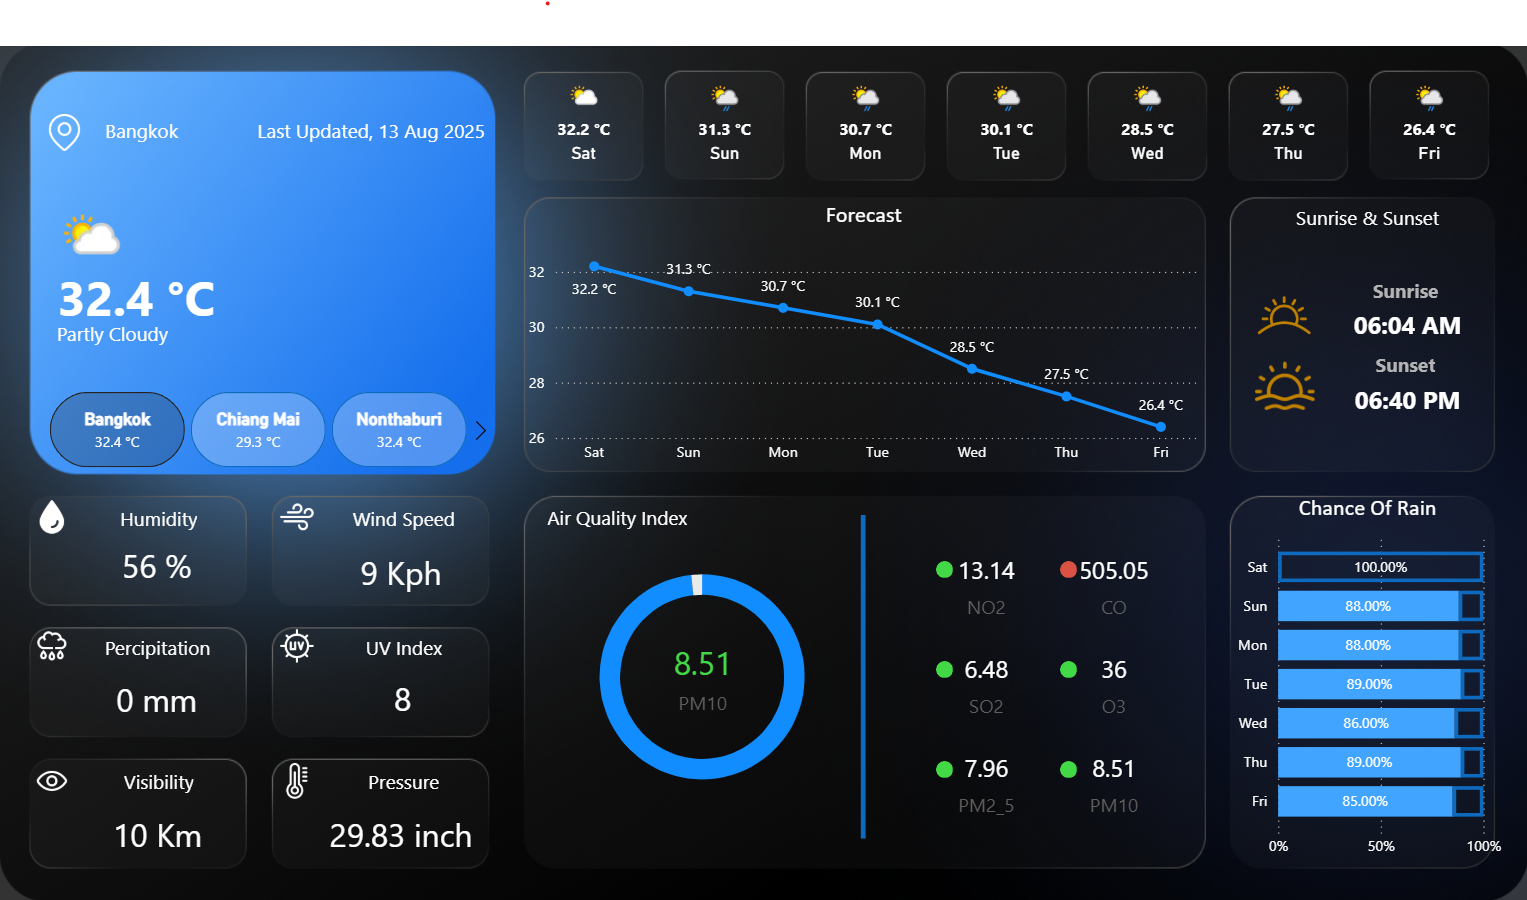 Bangkok
Last Updated, 13 Aug 2025
32.4 °C
Partly Cloudy
Bangkok
32.4 °C
Chiang Mai
29.3 °C
Nonthaburi
32.4 °C
32.2 °C
Sat
31.3 °C
Sun
30.7 °C
Mon
30.1 °C
Tue
28.5 °C
Wed
27.5 °C
Thu
26.4 °C
Fri
Forecast
32
30
28
26
32.2 °C
31.3 °C
30.7 °C
30.1 °C
28.5 °C
27.5 °C
26.4 °C
Sat
Sun
Mon
Tue
Wed
Thu
Fri
Sunrise & Sunset
Sunrise
06:04 AM
Sunset
06:40 PM
Humidity
56 %
Wind Speed
9 Kph
Percipitation
0 mm
UV
UV Index
8
Visibility
10 Km
Pressure
29.83 inch
Air Quality Index
8.51
PM10
13.14
NO2
505.05
CO
6.48
SO2
36
O3
7.96
PM2_5
8.51
PM10
Chance Of Rain
Sat 100.00%
Sun 88.00%
Mon 88.00%
Tue 89.00%
Wed 86.00%
Thu 89.00%
Fri 85.00%
0% 50% 100%